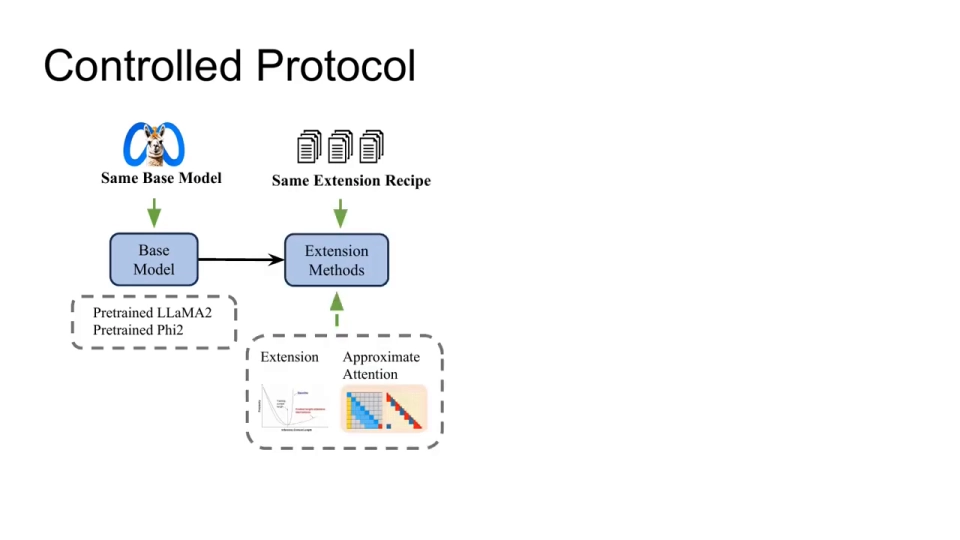 Controlled Protocol
Same Base Model
Same Extension Recipe
Base
Model
Extension
Methods
Pretrained LLaMA2
Pretrained Phi2
Extension
Approximate
Attention